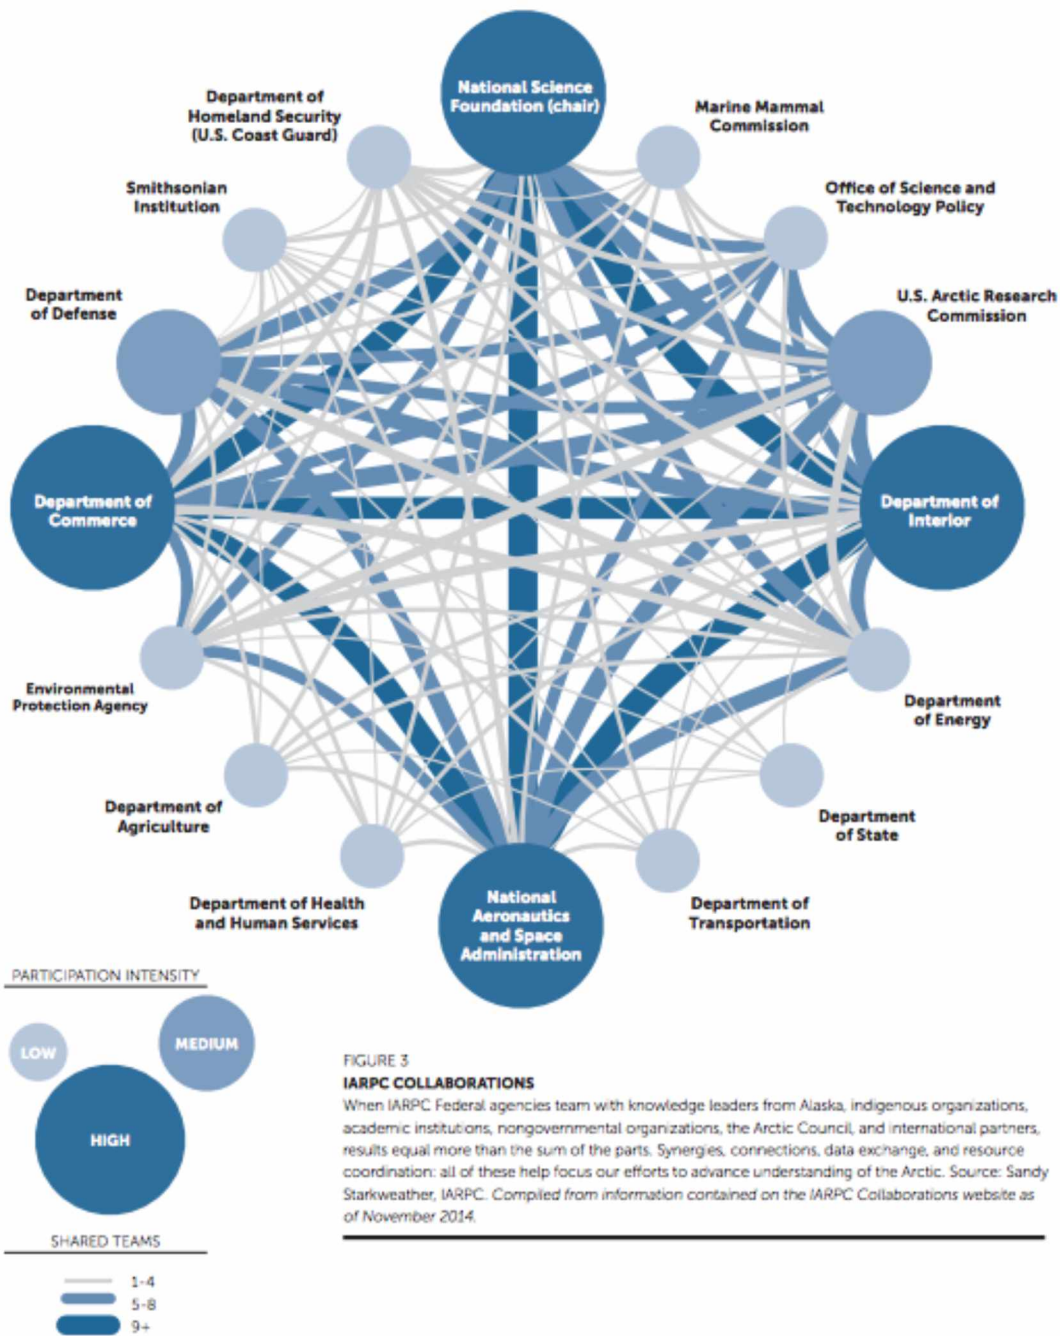 National Science
Foundation (chair)
Department of
Homeland Security
(U.S. Coast Guard)
Marine Mammal
Commission
Smithsonian
Institution
Office of Science and
Technology Policy
Department
of Defense
U.S. Arctic Research
Commission
Department of
Commerce
Department of
Interior
Environmental
Protection Agency
Department
of Energy
Department of
Agriculture
Department
of State
Department of Health
and Human Services
National
Aeronautics
and Space
Administration
Department of
Transportation
PARTICIPATION INTENSITY
LOW
MEDIUM
HIGH
SHARED TEAMS
1-4
5-8
9+
FIGURE 3
IARPC COLLABORATIONS
When IARPC Federal agencies team with knowledge leaders from Alaska, indigenous organizations,
academic institutions, nongovernmental organizations, the Arctic Council, and international partners,
results equal more than the sum of the parts. Synergies, connections, data exchange, and resource
coordination: all of these help focus our efforts to advance understanding of the Arctic. Source: Sandy
Starkweather, IARPC. Compiled from information contained on the IARPC Collaborations website as
of November 2014.